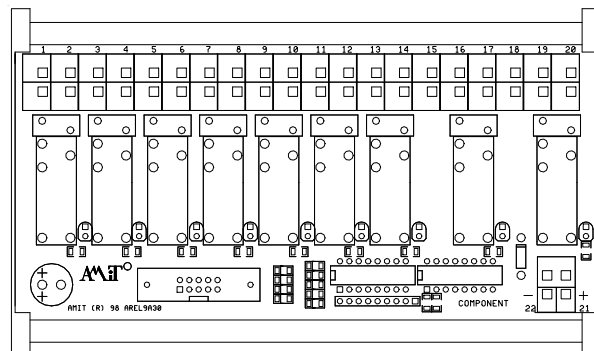 1 2 3 4 5 6 7 8 9 10 11 12 13 14 15 16 17 18 19 20
AMiT
AMIT (R) 98 AREL9A30
COMPONENT
- +
22 21